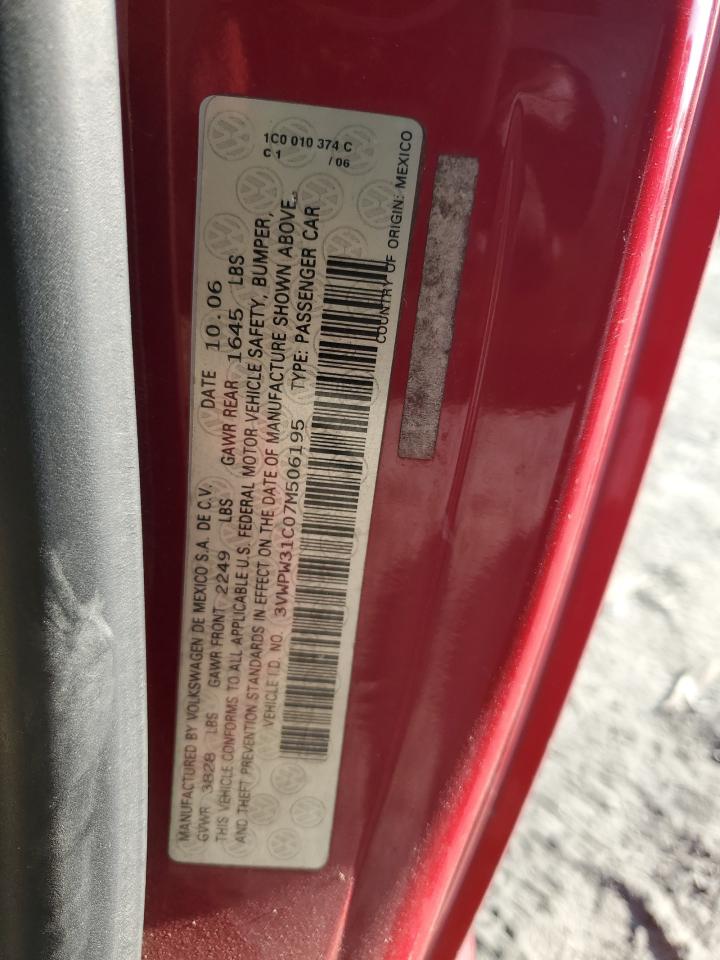 1C0 010 374 C
C 1 / 06
MANUFACTURED BY VOLKSWAGEN DE MEXICO S.A. DE C.V. DATE 10.06
GVWR 3828 LBS GAWR FRONT 2249 LBS GAWR REAR 1645 LBS
THIS VEHICLE CONFORMS TO ALL APPLICABLE U.S. FEDERAL MOTOR VEHICLE SAFETY, BUMPER,
AND THEFT PREVENTION STANDARDS IN EFFECT ON THE DATE OF MANUFACTURE SHOWN ABOVE.
VEHICLE I.D. NO. 3VWPW31C07M506195 TYPE: PASSENGER CAR
COUNTRY OF ORIGIN: MEXICO